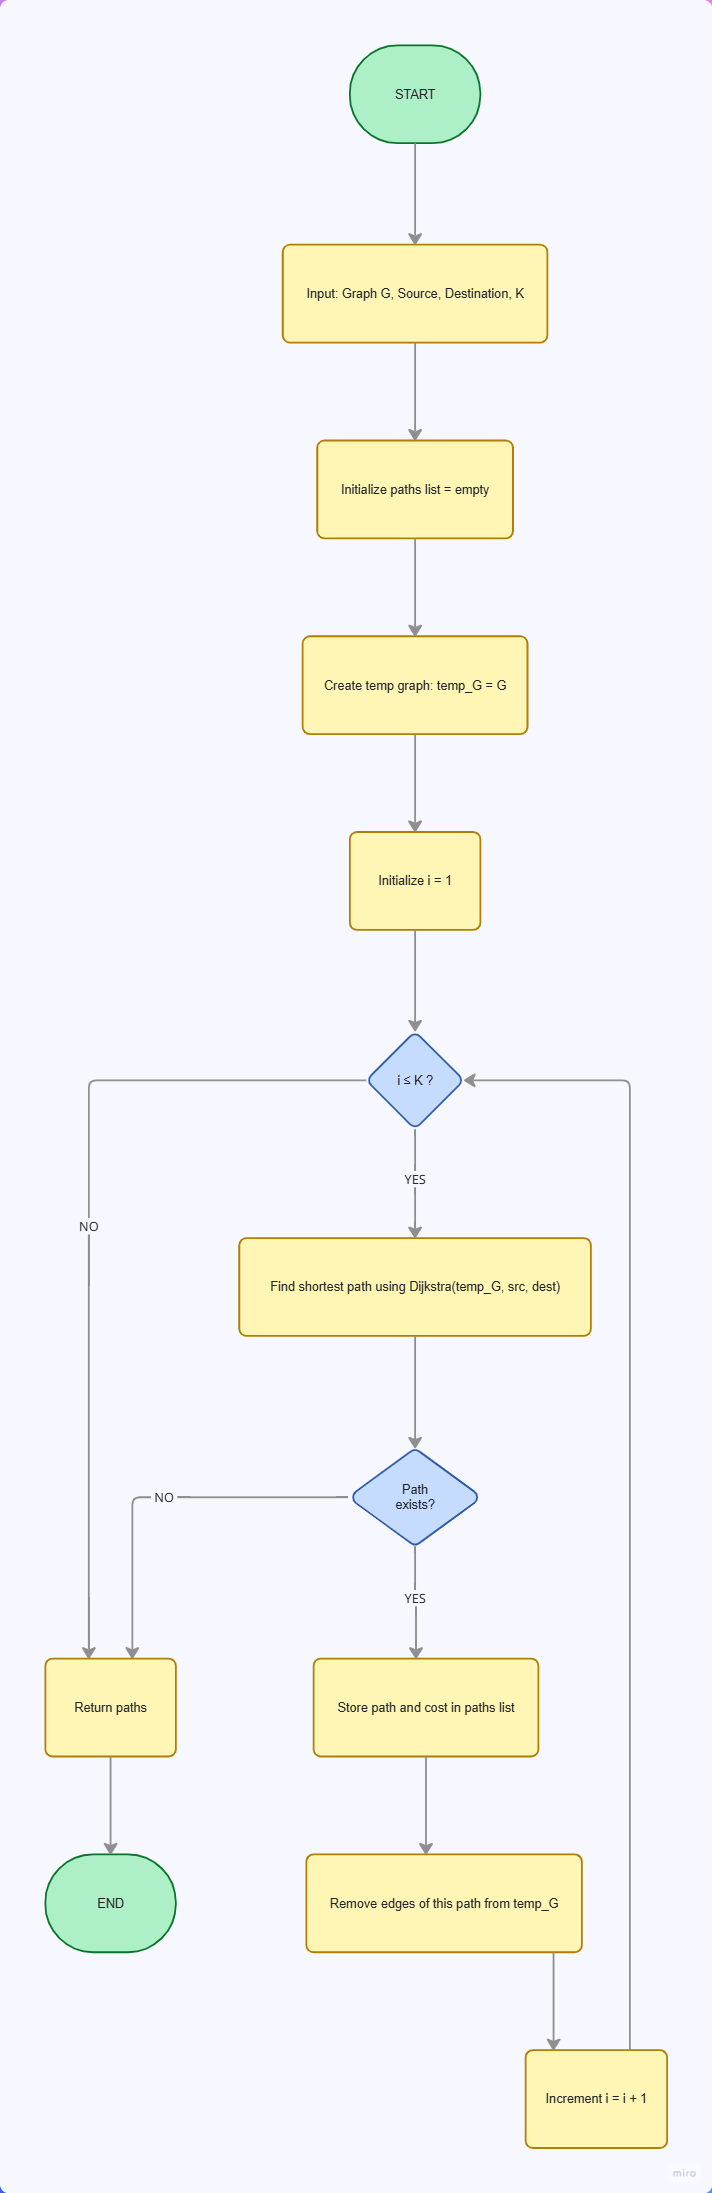 START
Input: Graph G, Source, Destination, K
Initialize paths list = empty
Create temp graph: temp_G = G
Initialize i = 1
i ≤ K ?
YES
NO
Find shortest path using Dijkstra(temp_G, src, dest)
Path
exists?
NO
YES
Return paths
Store path and cost in paths list
END
Remove edges of this path from temp_G
Increment i = i + 1
miro